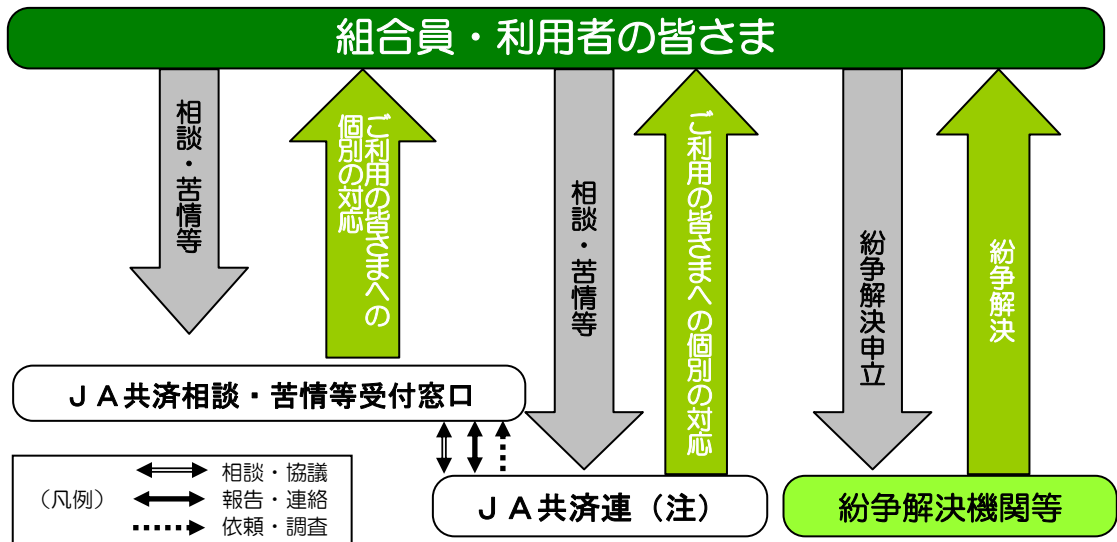 組合員・利用者の皆さま
相談・苦情等
ご利用の皆さまへの
個別の対応
相談・苦情等
ご利用の皆さまへの個別の対応
紛争解決申立
紛争解決
ＪＡ共済相談・苦情等受付窓口
ＪＡ共済連（注）
紛争解決機関等
（凡例）
相談・協議
報告・連絡
依頼・調査